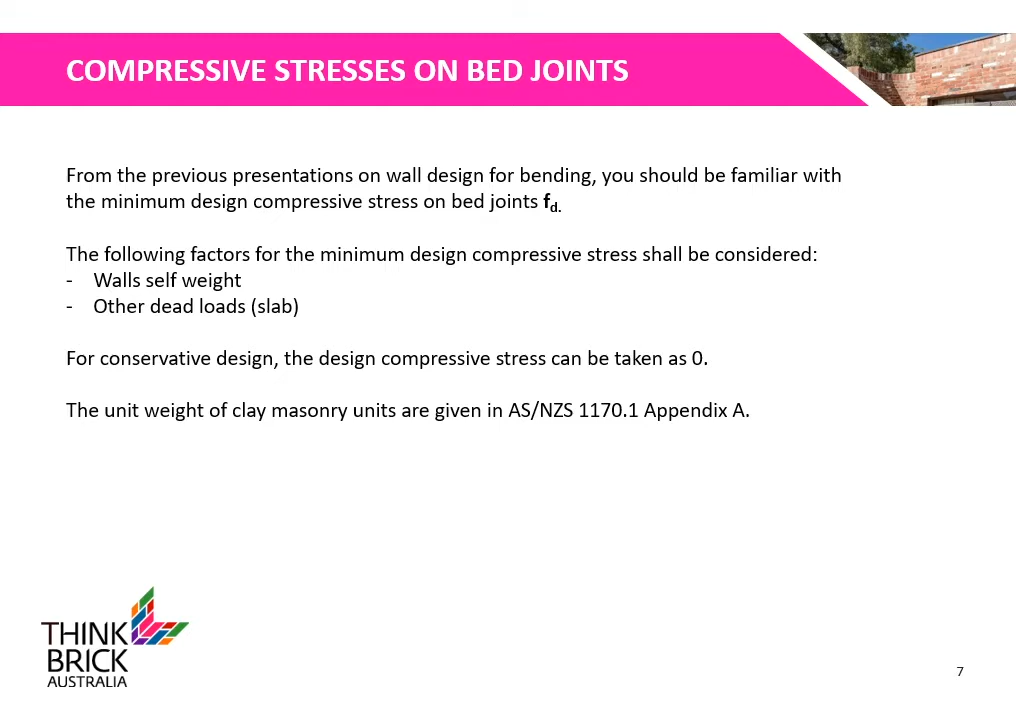 COMPRESSIVE STRESSES ON BED JOINTS
From the previous presentations on wall design for bending, you should be familiar with
the minimum design compressive stress on bed joints fd.
The following factors for the minimum design compressive stress shall be considered:
- Walls self weight
- Other dead loads (slab)
For conservative design, the design compressive stress can be taken as 0.
The unit weight of clay masonry units are given in AS/NZS 1170.1 Appendix A.
THINK
BRICK
AUSTRALIA
7